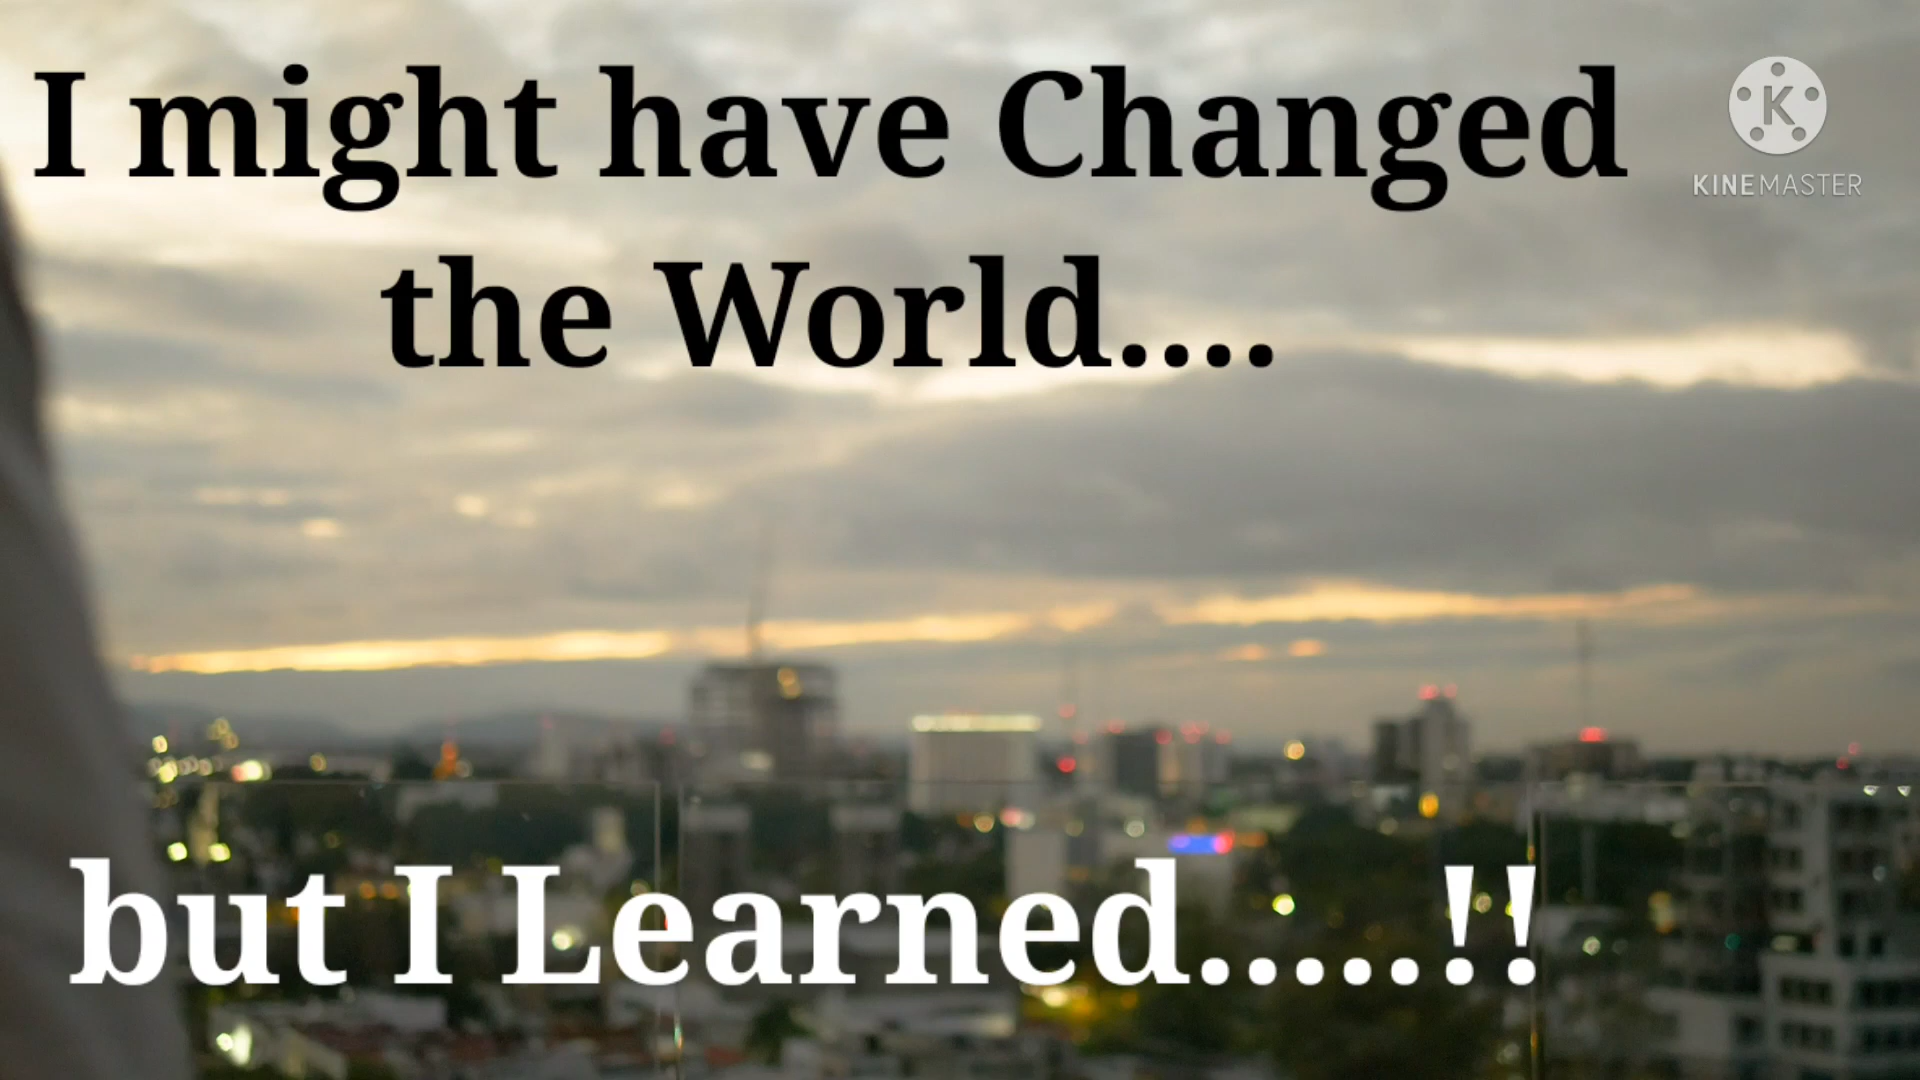 I might have Changed
the World....
but I Learned.....!!
K
KINEMASTER